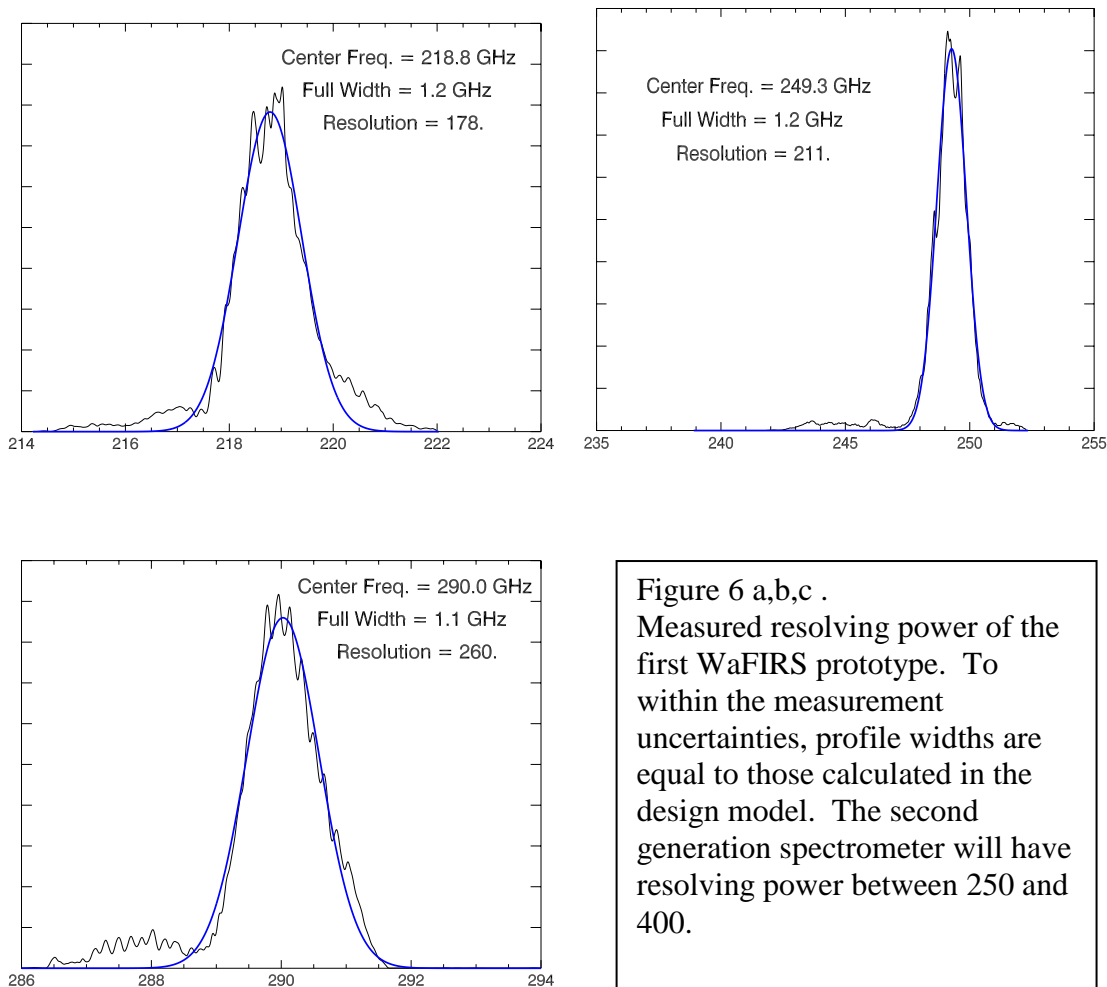 Center Freq. = 218.8 GHz
Full Width = 1.2 GHz
Resolution = 178.
214 216 218 220 222 224
Center Freq. = 249.3 GHz
Full Width = 1.2 GHz
Resolution = 211.
235 240 245 250 255
Center Freq. = 290.0 GHz
Full Width = 1.1 GHz
Resolution = 260.
286 288 290 292 294
Figure 6 a,b,c .
Measured resolving power of the
first WaFIRS prototype. To
within the measurement
uncertainties, profile widths are
equal to those calculated in the
design model. The second
generation spectrometer will have
resolving power between 250 and
400.